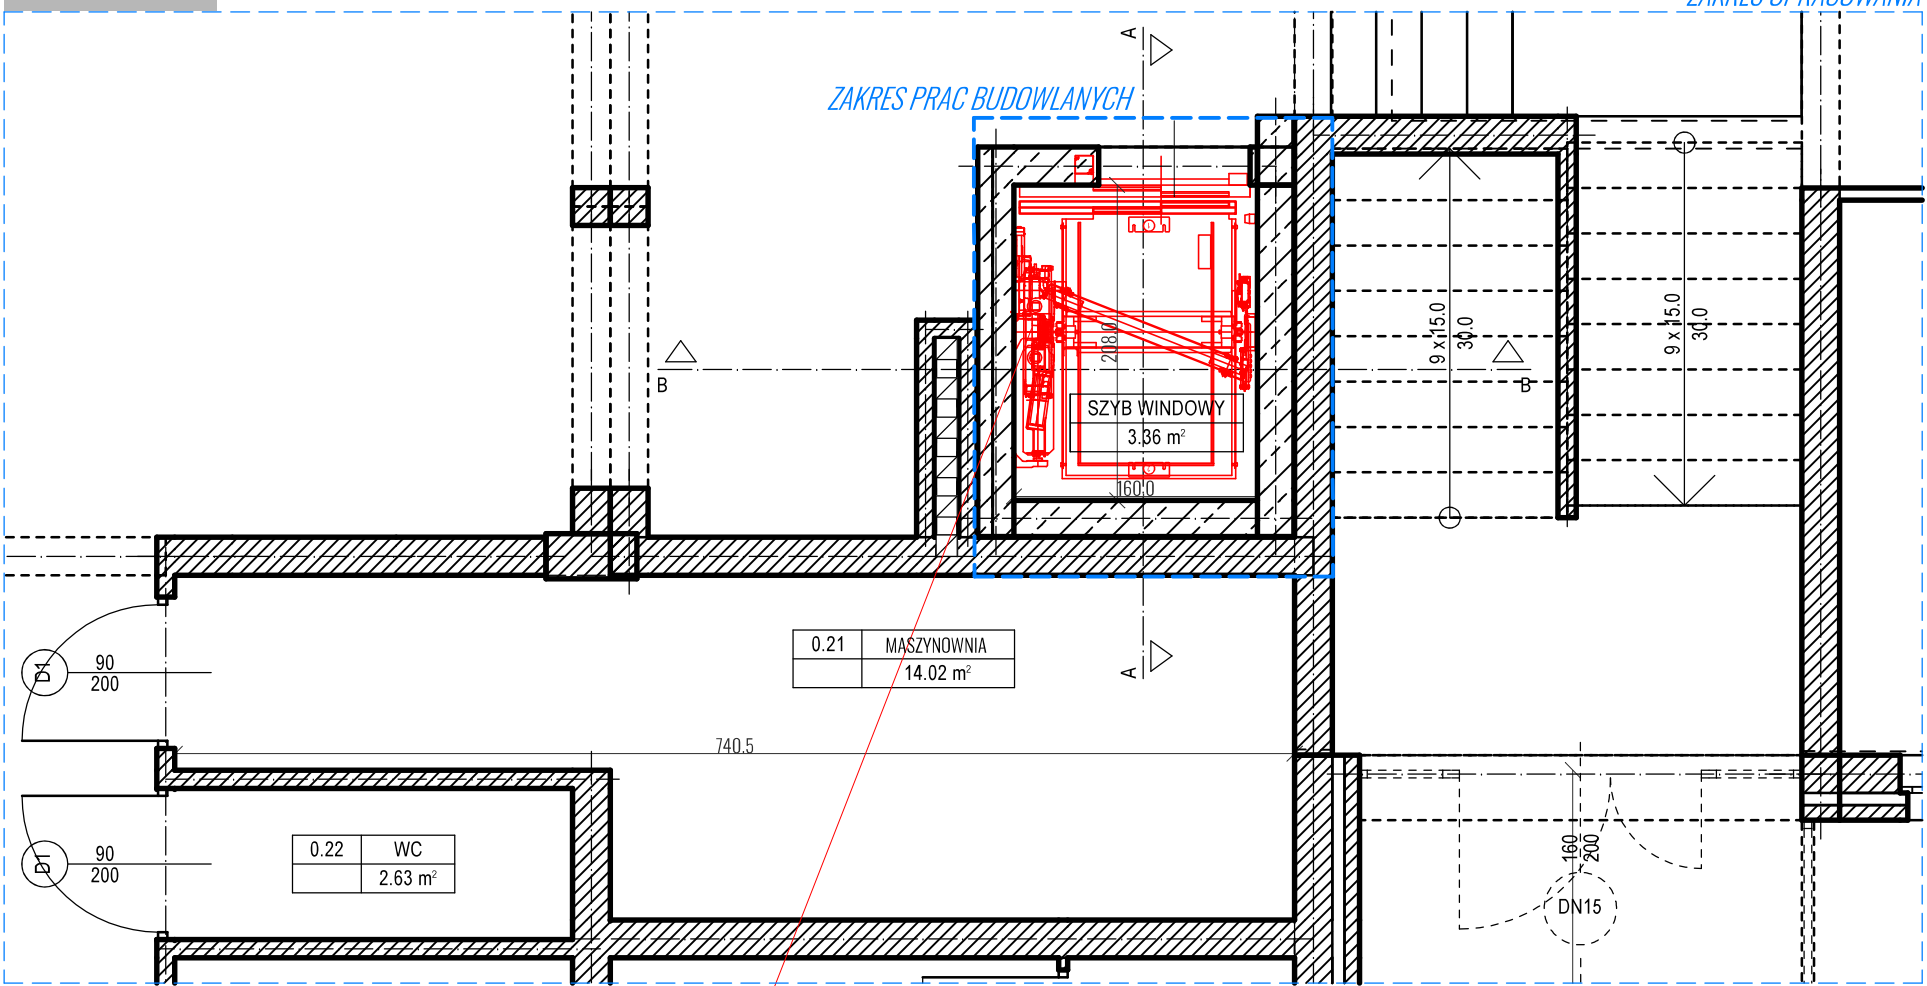 ZAKRES OPRACOWANIA
A
ZAKRES PRAC BUDOWLANYCH
9 x 15.0
30.0
9 x 15.0
30.0
208.0
B
B
SZYB WINDOWY
3.36 m²
160.0
0.21 MASZYNOWNIA
14.02 m²
A
D1
90
200
740.5
0.22 WC
2.63 m²
D1
90
200
160
200
DN15